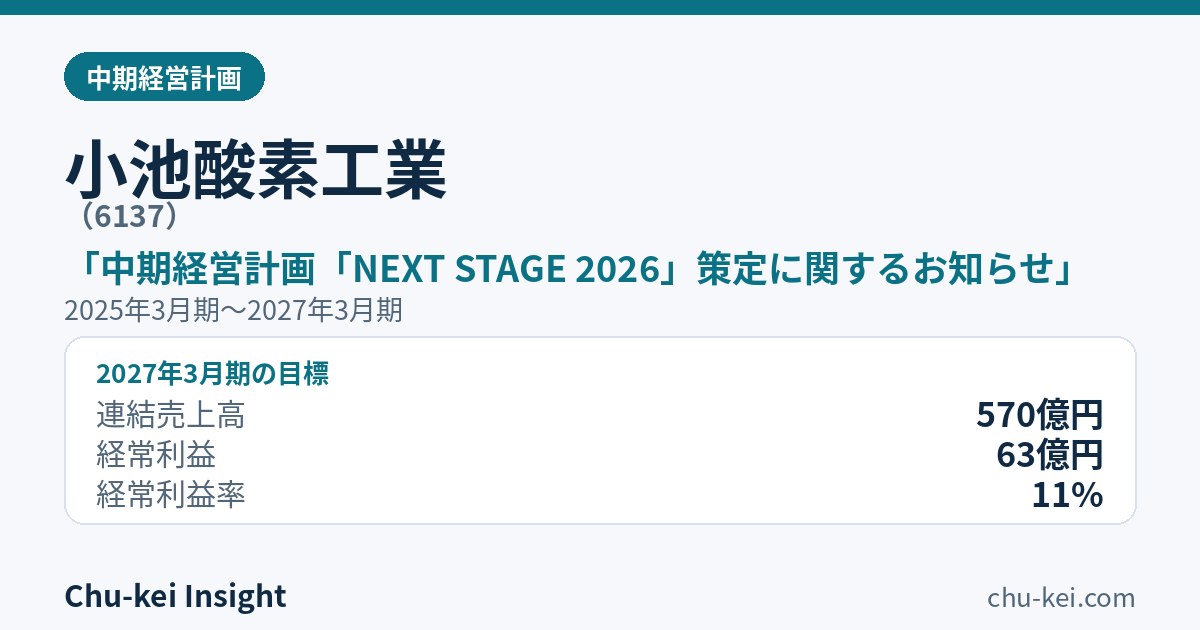 中期経営計画
小池酸素工業
（6137）
「中期経営計画「NEXT STAGE 2026」策定に関するお知らせ」
2025年3月期～2027年3月期
2027年3月期の目標
連結売上高 570億円
経常利益 63億円
経常利益率 11%
Chu-kei Insight chu-kei.com